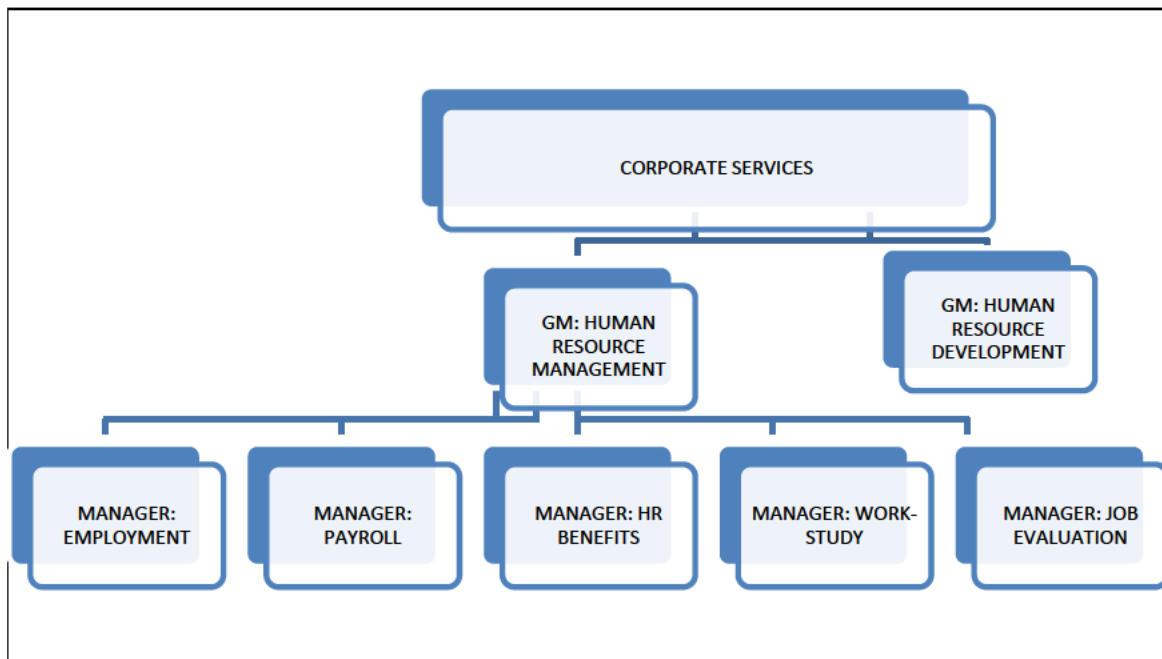 CORPORATE SERVICES
GM: HUMAN
RESOURCE
MANAGEMENT
GM: HUMAN
RESOURCE
DEVELOPMENT
MANAGER:
EMPLOYMENT
MANAGER:
PAYROLL
MANAGER: HR
BENEFITS
MANAGER: WORK-
STUDY
MANAGER: JOB
EVALUATION